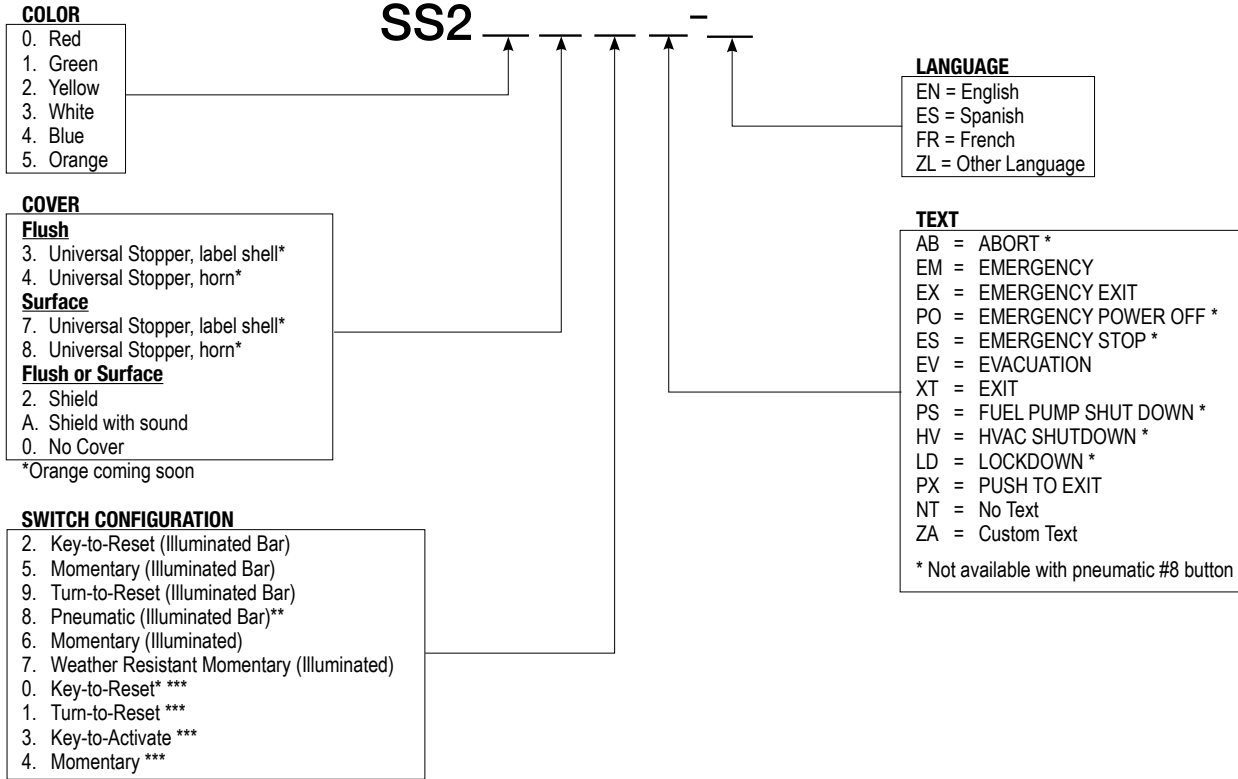 SS2 __ __ __ __ - __
COLOR
0. Red
1. Green
2. Yellow
3. White
4. Blue
5. Orange
COVER
Flush
3. Universal Stopper, label shell*
4. Universal Stopper, horn*
Surface
7. Universal Stopper, label shell*
8. Universal Stopper, horn*
Flush or Surface
2. Shield
A. Shield with sound
0. No Cover
*Orange coming soon
SWITCH CONFIGURATION
2. Key-to-Reset (Illuminated Bar)
5. Momentary (Illuminated Bar)
9. Turn-to-Reset (Illuminated Bar)
8. Pneumatic (Illuminated Bar)**
6. Momentary (Illuminated)
7. Weather Resistant Momentary (Illuminated)
0. Key-to-Reset* ***
1. Turn-to-Reset ***
3. Key-to-Activate ***
4. Momentary ***
LANGUAGE
EN = English
ES = Spanish
FR = French
ZL = Other Language
TEXT
AB = ABORT *
EM = EMERGENCY
EX = EMERGENCY EXIT
PO = EMERGENCY POWER OFF *
ES = EMERGENCY STOP *
EV = EVACUATION
XT = EXIT
PS = FUEL PUMP SHUT DOWN *
HV = HVAC SHUTDOWN *
LD = LOCKDOWN *
PX = PUSH TO EXIT
NT = No Text
ZA = Custom Text
* Not available with pneumatic #8 button